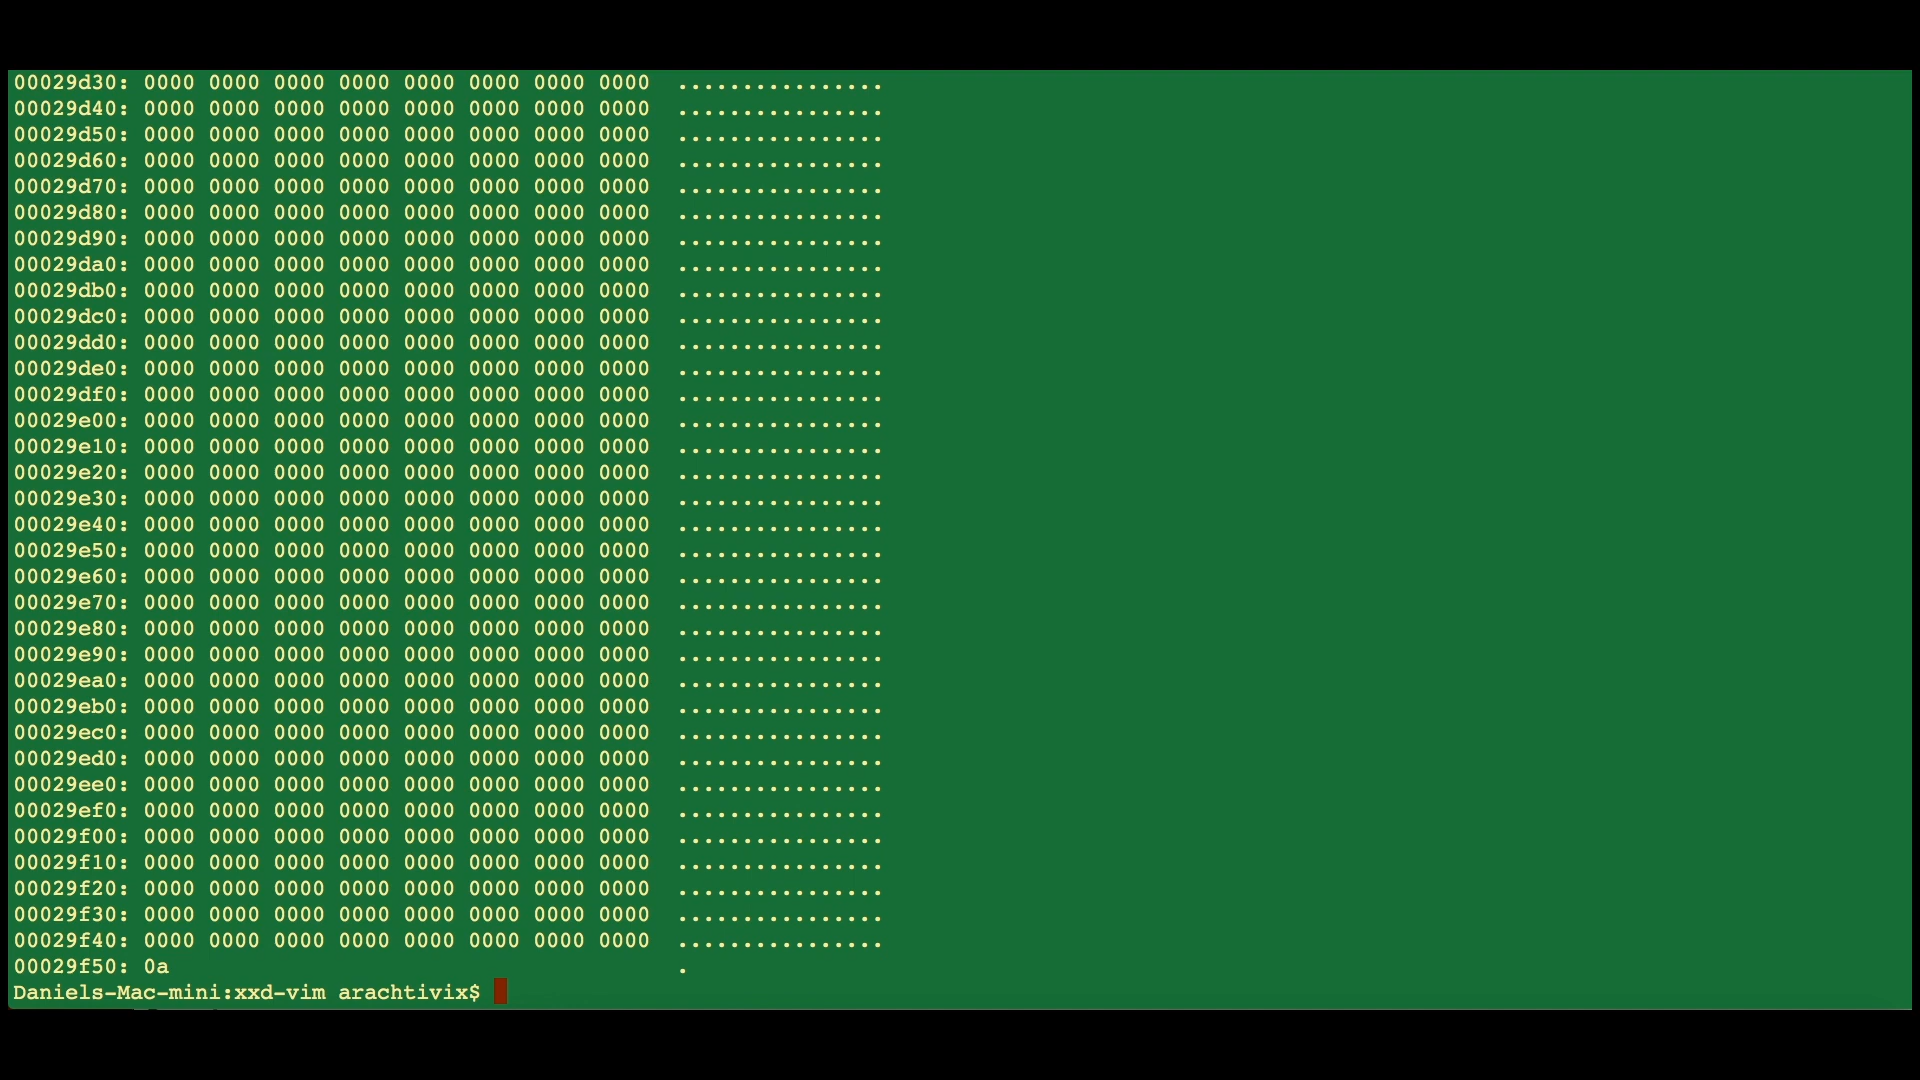 00029d30: 0000 0000 0000 0000 0000 0000 0000 0000  ................
00029d40: 0000 0000 0000 0000 0000 0000 0000 0000  ................
00029d50: 0000 0000 0000 0000 0000 0000 0000 0000  ................
00029d60: 0000 0000 0000 0000 0000 0000 0000 0000  ................
00029d70: 0000 0000 0000 0000 0000 0000 0000 0000  ................
00029d80: 0000 0000 0000 0000 0000 0000 0000 0000  ................
00029d90: 0000 0000 0000 0000 0000 0000 0000 0000  ................
00029da0: 0000 0000 0000 0000 0000 0000 0000 0000  ................
00029db0: 0000 0000 0000 0000 0000 0000 0000 0000  ................
00029dc0: 0000 0000 0000 0000 0000 0000 0000 0000  ................
00029dd0: 0000 0000 0000 0000 0000 0000 0000 0000  ................
00029de0: 0000 0000 0000 0000 0000 0000 0000 0000  ................
00029df0: 0000 0000 0000 0000 0000 0000 0000 0000  ................
00029e00: 0000 0000 0000 0000 0000 0000 0000 0000  ................
00029e10: 0000 0000 0000 0000 0000 0000 0000 0000  ................
00029e20: 0000 0000 0000 0000 0000 0000 0000 0000  ................
00029e30: 0000 0000 0000 0000 0000 0000 0000 0000  ................
00029e40: 0000 0000 0000 0000 0000 0000 0000 0000  ................
00029e50: 0000 0000 0000 0000 0000 0000 0000 0000  ................
00029e60: 0000 0000 0000 0000 0000 0000 0000 0000  ................
00029e70: 0000 0000 0000 0000 0000 0000 0000 0000  ................
00029e80: 0000 0000 0000 0000 0000 0000 0000 0000  ................
00029e90: 0000 0000 0000 0000 0000 0000 0000 0000  ................
00029ea0: 0000 0000 0000 0000 0000 0000 0000 0000  ................
00029eb0: 0000 0000 0000 0000 0000 0000 0000 0000  ................
00029ec0: 0000 0000 0000 0000 0000 0000 0000 0000  ................
00029ed0: 0000 0000 0000 0000 0000 0000 0000 0000  ................
00029ee0: 0000 0000 0000 0000 0000 0000 0000 0000  ................
00029ef0: 0000 0000 0000 0000 0000 0000 0000 0000  ................
00029f00: 0000 0000 0000 0000 0000 0000 0000 0000  ................
00029f10: 0000 0000 0000 0000 0000 0000 0000 0000  ................
00029f20: 0000 0000 0000 0000 0000 0000 0000 0000  ................
00029f30: 0000 0000 0000 0000 0000 0000 0000 0000  ................
00029f40: 0000 0000 0000 0000 0000 0000 0000 0000  ................
00029f50: 0a                                       .
Daniels-Mac-mini:xxd-vim arachtivix$